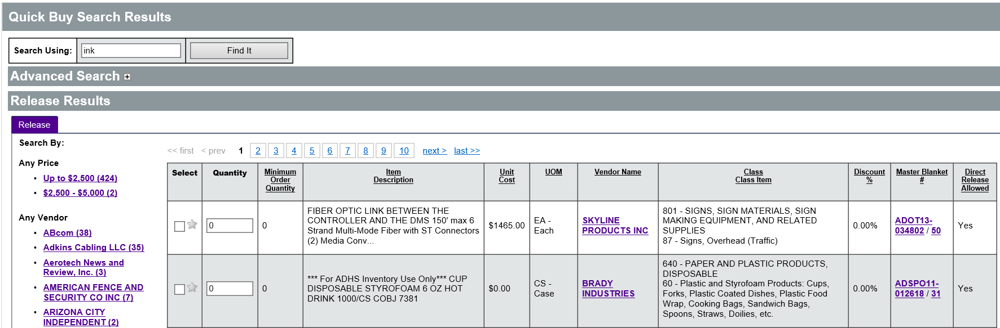 Quick Buy Search Results
Search Using: ink Find It
Advanced Search
Release Results
Release
Search By:
Any Price
• Up to $2,500 (424)
• $2,500 - $5,000 (2)
Any Vendor
• ABcom (38)
• Adkins Cabling LLC (35)
• Aerotech News and
Review, Inc. (3)
• AMERICAN FENCE AND
SECURITY CO INC (7)
• ARIZONA CITY
INDEPENDENT (2)
<< first < prev 1 2 3 4 5 6 7 8 9 10 next > last >>
Select
Quantity
Minimum
Order
Quantity
Item
Description
Unit
Cost
UOM
Vendor Name
Class
Class Item
Discount
%
Master Blanket
#
Direct
Release
Allowed
0
0
FIBER OPTIC LINK BETWEEN THE
CONTROLLER AND THE DMS 150' max 6
Strand Multi-Mode Fiber with ST Connectors
(2) Media Conv...
$1465.00
EA -
Each
SKYLINE
PRODUCTS INC
801 - SIGNS, SIGN MATERIALS, SIGN
MAKING EQUIPMENT, AND RELATED
SUPPLIES
87 - Signs, Overhead (Traffic)
0.00%
ADOT13-
034802 / 50
Yes
0
0
*** For ADHS Inventory Use Only*** CUP
DISPOSABLE STYROFOAM 6 OZ HOT
DRINK 1000/CS COBJ 7381
$0.00
CS -
Case
BRADY
INDUSTRIES
640 - PAPER AND PLASTIC PRODUCTS,
DISPOSABLE
60 - Plastic and Styrofoam Products: Cups,
Forks, Plastic Coated Dishes, Plastic Food
Wrap, Cooking Bags, Sandwich Bags,
Spoons, Straws, Doilies, etc.
0.00%
ADSPO11-
012618 / 31
Yes